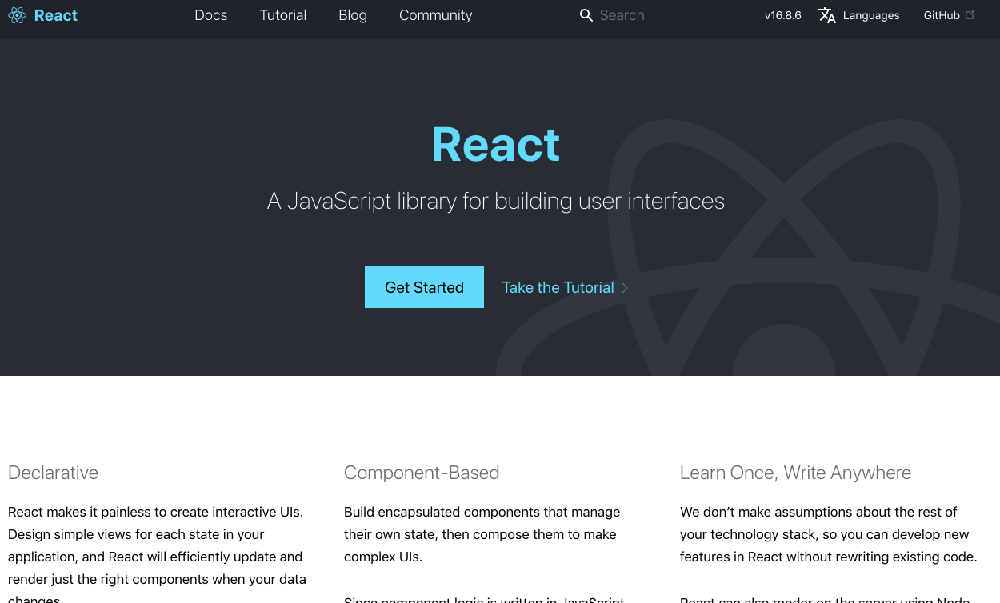 React Docs Tutorial Blog Community Search v16.8.6 Languages GitHub
React
A JavaScript library for building user interfaces
Get Started Take the Tutorial
Declarative
React makes it painless to create interactive UIs.
Design simple views for each state in your
application, and React will efficiently update and
render just the right components when your data
changes.
Component-Based
Build encapsulated components that manage
their own state, then compose them to make
complex UIs.
Since component logic is written in JavaScript
Learn Once, Write Anywhere
We don’t make assumptions about the rest of
your technology stack, so you can develop new
features in React without rewriting existing code.
React can also render on the server using Node